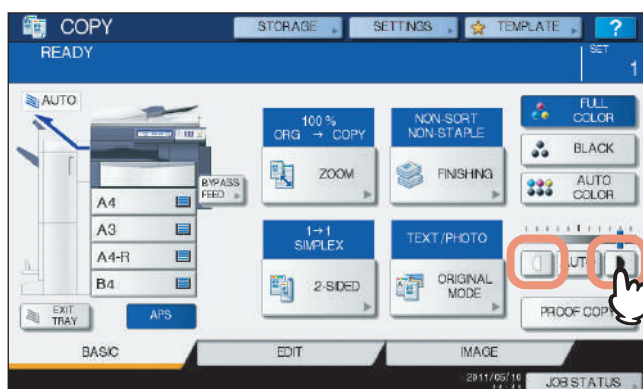 COPY
STORAGE
SETTINGS
TEMPLATE
?
READY
SET
1
AUTO
100 %
ORG → COPY
ZOOM
NON-SORT
NON-STAPLE
FINISHING
FULL
COLOR
BLACK
AUTO
COLOR
BYPASS
FEED
A4
A3
A4-R
B4
1→1
SIMPLEX
2-SIDED
TEXT/PHOTO
ORIGINAL
MODE
EXIT
TRAY
APS
PROOF COPY
BASIC
EDIT
IMAGE
2011/05/10
JOB STATUS